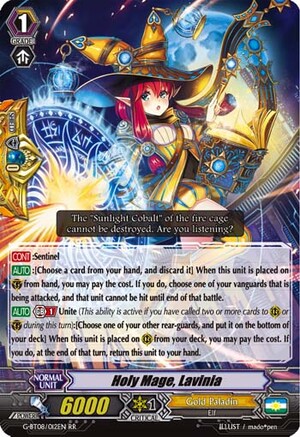 1
GRADE
The "Sunlight Cobalt" of the fire cage
cannot be destroyed. Are you listening?
CONT :Sentinel
AUTO :[Choose a card from your hand, and discard it] When this unit is placed on
from hand, you may pay the cost. If you do, choose one of your vanguards that is
being attacked, and that unit cannot be hit until end of that battle.
AUTO 1 Unite (This ability is active if you have called two or more cards to or
during this turn):[Choose one of your other rear-guards, and put it on the bottom of
your deck] When this unit is placed on from your deck, you may pay the cost. If
you do, at the end of that turn, return this unit to your hand.
NORMAL
UNIT
Holy Mage, Lavinia
POWER
6000
1
CRITICAL
Gold Paladin
Elf
G-BT08/012EN RR
ILLUST / mado*pen